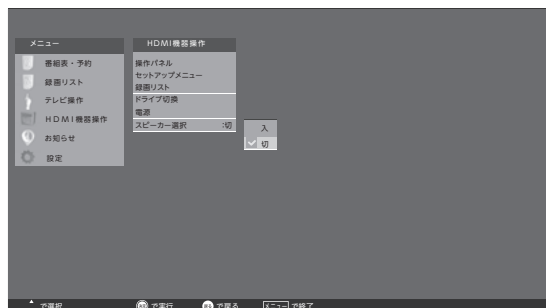 メニュー
番組表・予約
録画リスト
テレビ操作
HDMI機器操作
お知らせ
設定
HDMI機器操作
操作パネル
セットアップメニュー
録画リスト
ドライブ切換
電源
スピーカー選択 :切
入
切
で選択 で実行 で戻る メニュー で終了